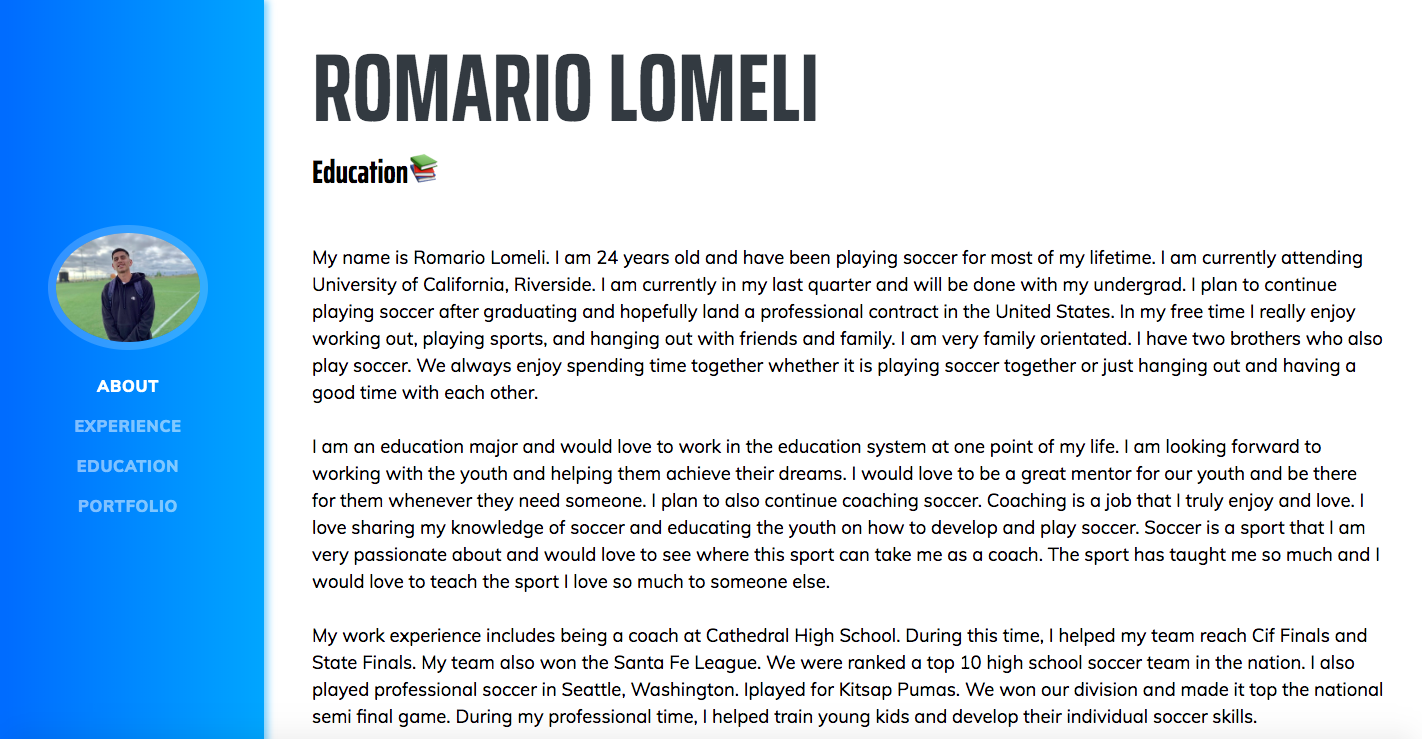 ROMARIO LOMELI
Education📚
ABOUT
EXPERIENCE
EDUCATION
PORTFOLIO
My name is Romario Lomeli. I am 24 years old and have been playing soccer for most of my lifetime. I am currently attending
University of California, Riverside. I am currently in my last quarter and will be done with my undergrad. I plan to continue
playing soccer after graduating and hopefully land a professional contract in the United States. In my free time I really enjoy
working out, playing sports, and hanging out with friends and family. I am very family orientated. I have two brothers who also
play soccer. We always enjoy spending time together whether it is playing soccer together or just hanging out and having a
good time with each other.
I am an education major and would love to work in the education system at one point of my life. I am looking forward to
working with the youth and helping them achieve their dreams. I would love to be a great mentor for our youth and be there
for them whenever they need someone. I plan to also continue coaching soccer. Coaching is a job that I truly enjoy and love. I
love sharing my knowledge of soccer and educating the youth on how to develop and play soccer. Soccer is a sport that I am
very passionate about and would love to see where this sport can take me as a coach. The sport has taught me so much and I
would love to teach the sport I love so much to someone else.
My work experience includes being a coach at Cathedral High School. During this time, I helped my team reach Cif Finals and
State Finals. My team also won the Santa Fe League. We were ranked a top 10 high school soccer team in the nation. I also
played professional soccer in Seattle, Washington. Iplayed for Kitsap Pumas. We won our division and made it top the national
semi final game. During my professional time, I helped train young kids and develop their individual soccer skills.